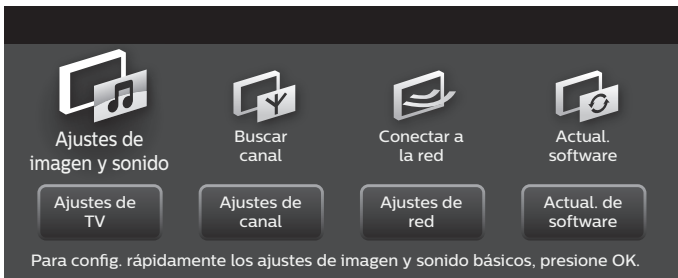 Ajustes de
imagen y sonido
Buscar
canal
Conectar a
la red
Actual.
software
Ajustes de
TV
Ajustes de
canal
Ajustes de
red
Actual. de
software
Para config. rápidamente los ajustes de imagen y sonido básicos, presione OK.